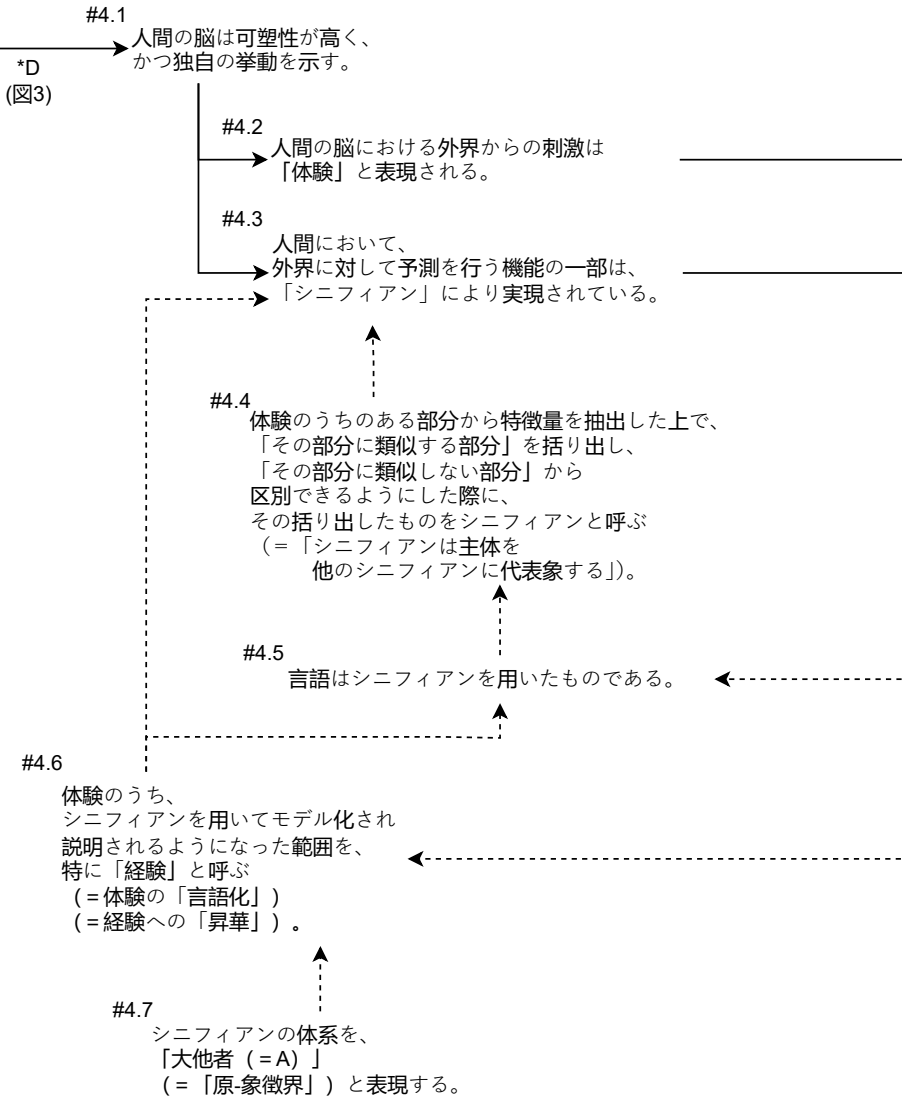 #4.1
人間の脳は可塑性が高く、
かつ独自の挙動を示す。
*D
(図3)
#4.2
人間の脳における外界からの刺激は
「体験」と表現される。
#4.3
人間において、
外界に対して予測を行う機能の一部は、
「シニフィアン」により実現されている。
#4.4
体験のうちのある部分から特徴量を抽出した上で、
「その部分に類似する部分」を括り出し、
「その部分に類似しない部分」から
区別できるようにした際に、
その括り出したものをシニフィアンと呼ぶ
(=「シニフィアンは主体を
他のシニフィアンに代表象する」)。
#4.5
言語はシニフィアンを用いたものである。
#4.6
体験のうち、
シニフィアンを用いてモデル化され
説明されるようになった範囲を、
特に「経験」と呼ぶ
(=体験の「言語化」)
(=経験への「昇華」)。
#4.7
シニフィアンの体系を、
「大他者(=A)」
(=「原-象徴界」)と表現する。